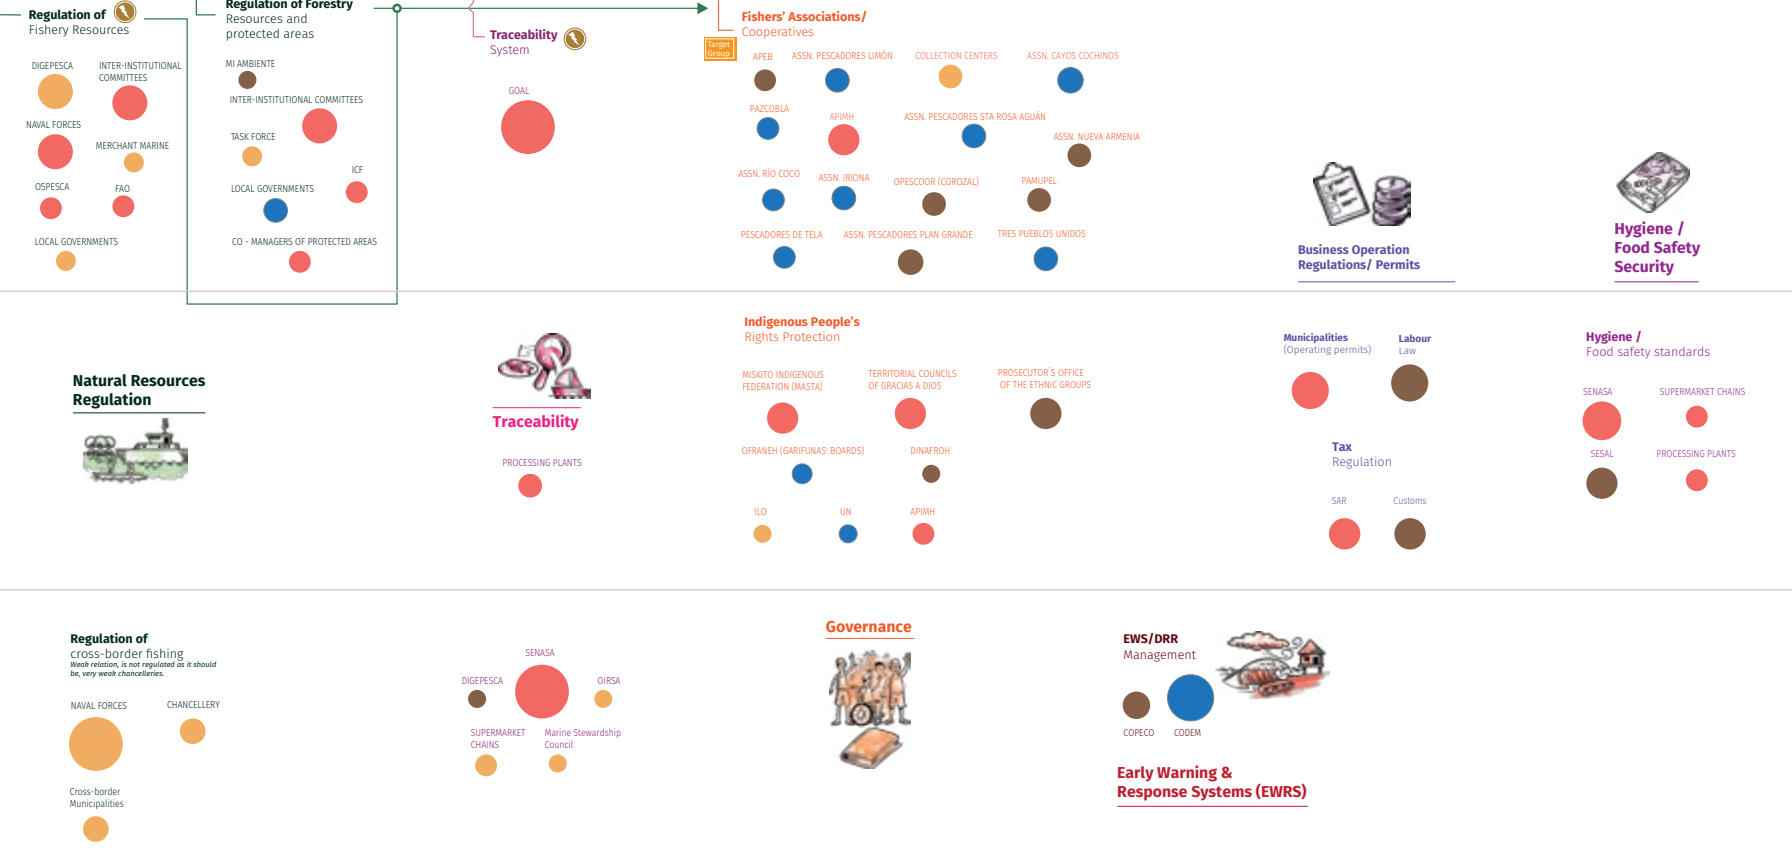 Regulation of
Fishery Resources
DIGEPESCA
INTER-INSTITUTIONAL
COMMITTEES
NAVAL FORCES
MERCHANT MARINE
OSPESCA
FAO
LOCAL GOVERNMENTS
Regulation of Forestry
Resources and
protected areas
MI AMBIENTE
INTER-INSTITUTIONAL COMMITTEES
TASK FORCE
ICF
LOCAL GOVERNMENTS
CO - MANAGERS OF PROTECTED AREAS
Traceability
System
GOAL
Fishers' Associations/
Cooperatives
Target
Group
APEB
ASSN. PESCADORES LIMÓN
COLLECTION CENTERS
ASSN. CAYOS COCHINOS
PAZCOBLA
APIMH
ASSN. PESCADORES STA ROSA AGUÁN
ASSN. NUEVA ARMENIA
ASSN. RÍO COCO
ASSN. IRIONA
OPESCOOR (COROZAL)
PAMUPEL
PESCADORES DE TELA
ASSN. PESCADORES PLAN GRANDE
TRES PUEBLOS UNIDOS
Business Operation
Regulations/ Permits
Hygiene /
Food Safety
Security
Natural Resources
Regulation
Traceability
PROCESSING PLANTS
Indigenous People's
Rights Protection
MISKITO INDIGENOUS
FEDERATION (MASTA)
TERRITORIAL COUNCILS
OF GRACIAS A DIOS
PROSECUTOR´S OFFICE
OF THE ETHNIC GROUPS
OFRANEH (GARIFUNAS' BOARDS)
DINAFROH
ILO
UN
APIMH
Municipalities
(Operating permits)
Labour
Law
Tax
Regulation
SAR
Customs
Hygiene /
Food safety standards
SENASA
SUPERMARKET CHAINS
SESAL
PROCESSING PLANTS
Regulation of
cross-border fishing
Weak relation, is not regulated as it should
be, very weak chancelleries.
NAVAL FORCES
CHANCELLERY
Cross-border
Municipalities
SENASA
DIGEPESCA
OIRSA
SUPERMARKET
CHAINS
Marine Stewardship
Council
Governance
EWS/DRR
Management
COPECO
CODEM
Early Warning &
Response Systems (EWRS)